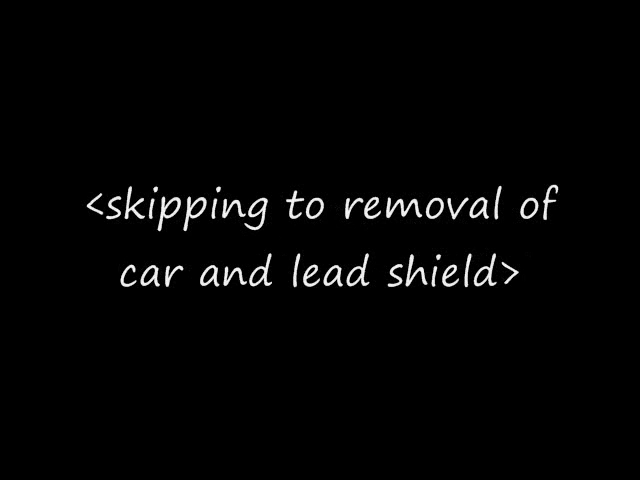 <skipping to removal of
car and lead shield>